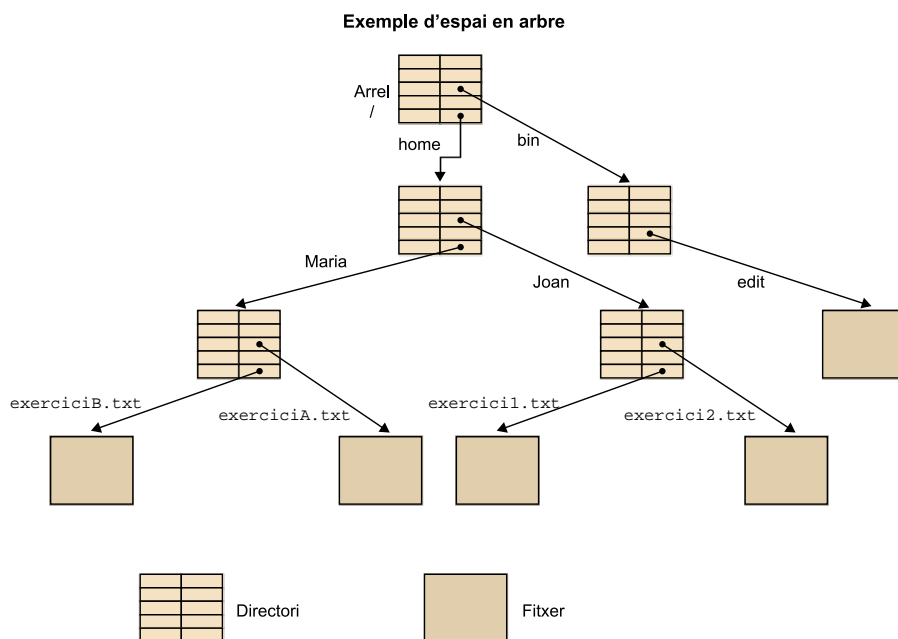 Exemple d'espai en arbre
Arrel
/
home
bin
Maria
Joan
edit
exerciciB.txt
exerciciA.txt
exercici1.txt
exercici2.txt
Directori
Fitxer